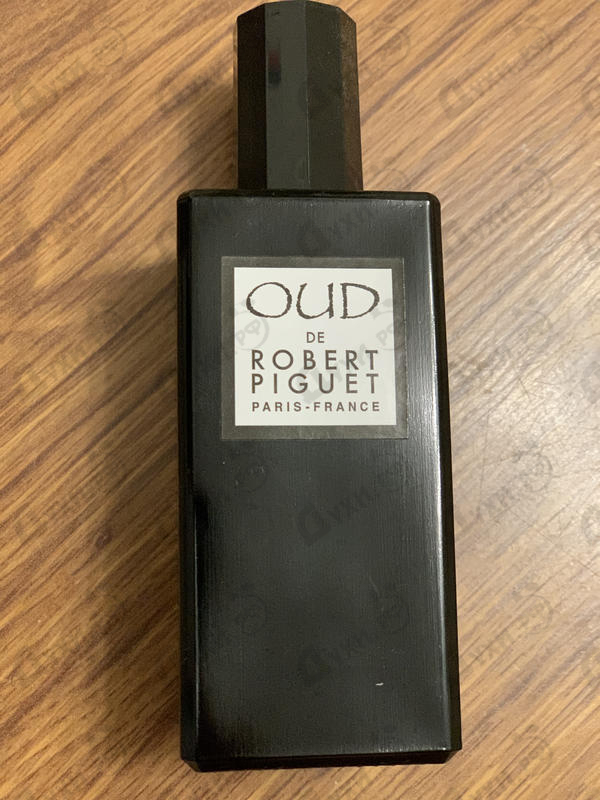 OUD
DE
ROBERT
PIGUET
PARIS-FRANCE